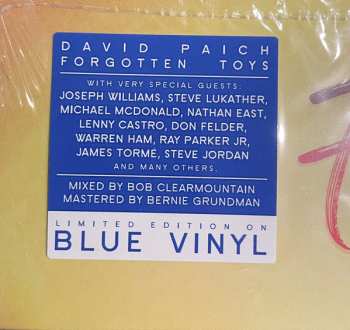 DAVID PAICH
FORGOTTEN TOYS
WITH VERY SPECIAL GUESTS:
JOSEPH WILLIAMS, STEVE LUKATHER,
MICHAEL MCDONALD, NATHAN EAST,
LENNY CASTRO, DON FELDER,
WARREN HAM, RAY PARKER JR,
JAMES TORMÉ, STEVE JORDAN
AND MANY OTHERS.
MIXED BY BOB CLEARMOUNTAIN
MASTERED BY BERNIE GRUNDMAN
LIMITED EDITION ON
BLUE VINYL